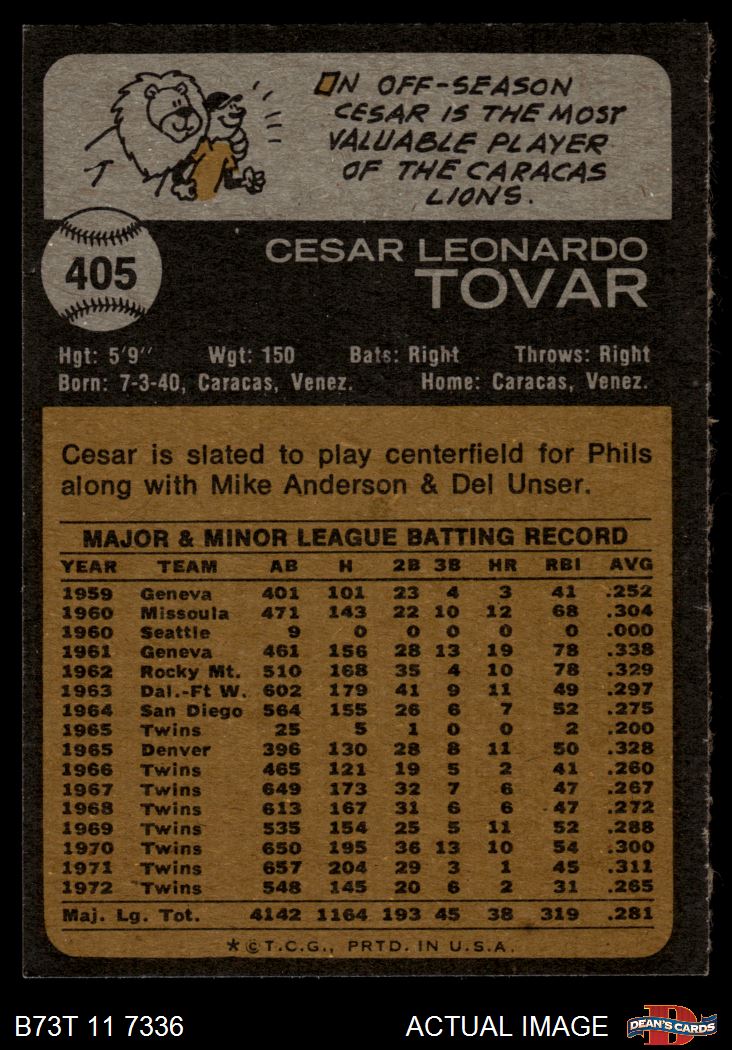 IN OFF-SEASON
CESAR IS THE MOST
VALUABLE PLAYER
OF THE CARACAS
LIONS.
405
CESAR LEONARDO
TOVAR
Hgt: 5'9" Wgt: 150 Bats: Right Throws: Right
Born: 7-3-40, Caracas, Venez. Home: Caracas, Venez.
Cesar is slated to play centerfield for Phils
along with Mike Anderson & Del Unser.
MAJOR & MINOR LEAGUE BATTING RECORD
YEAR TEAM AB H 2B 3B HR RBI AVG
1959 Geneva 401 101 23 4 3 41 .252
1960 Missoula 471 143 22 10 12 68 .304
1960 Seattle 9 0 0 0 0 0 .000
1961 Geneva 461 156 28 13 19 78 .338
1962 Rocky Mt. 510 168 35 4 10 78 .329
1963 Dal.-Ft W. 602 179 41 9 11 49 .297
1964 San Diego 564 155 26 6 7 52 .275
1965 Twins 25 5 1 0 0 2 .200
1965 Denver 396 130 28 8 11 50 .328
1966 Twins 465 121 19 5 2 41 .260
1967 Twins 649 173 32 7 6 47 .267
1968 Twins 613 167 31 6 6 47 .272
1969 Twins 535 154 25 5 11 52 .288
1970 Twins 650 195 36 13 10 54 .300
1971 Twins 657 204 29 3 1 45 .311
1972 Twins 548 145 20 6 2 31 .265
Maj. Lg. Tot. 4142 1164 193 45 38 319 .281
*© T.C.G., PRTD. IN U.S.A.
B73T 11 7336 ACTUAL IMAGE DEAN'S CARDS